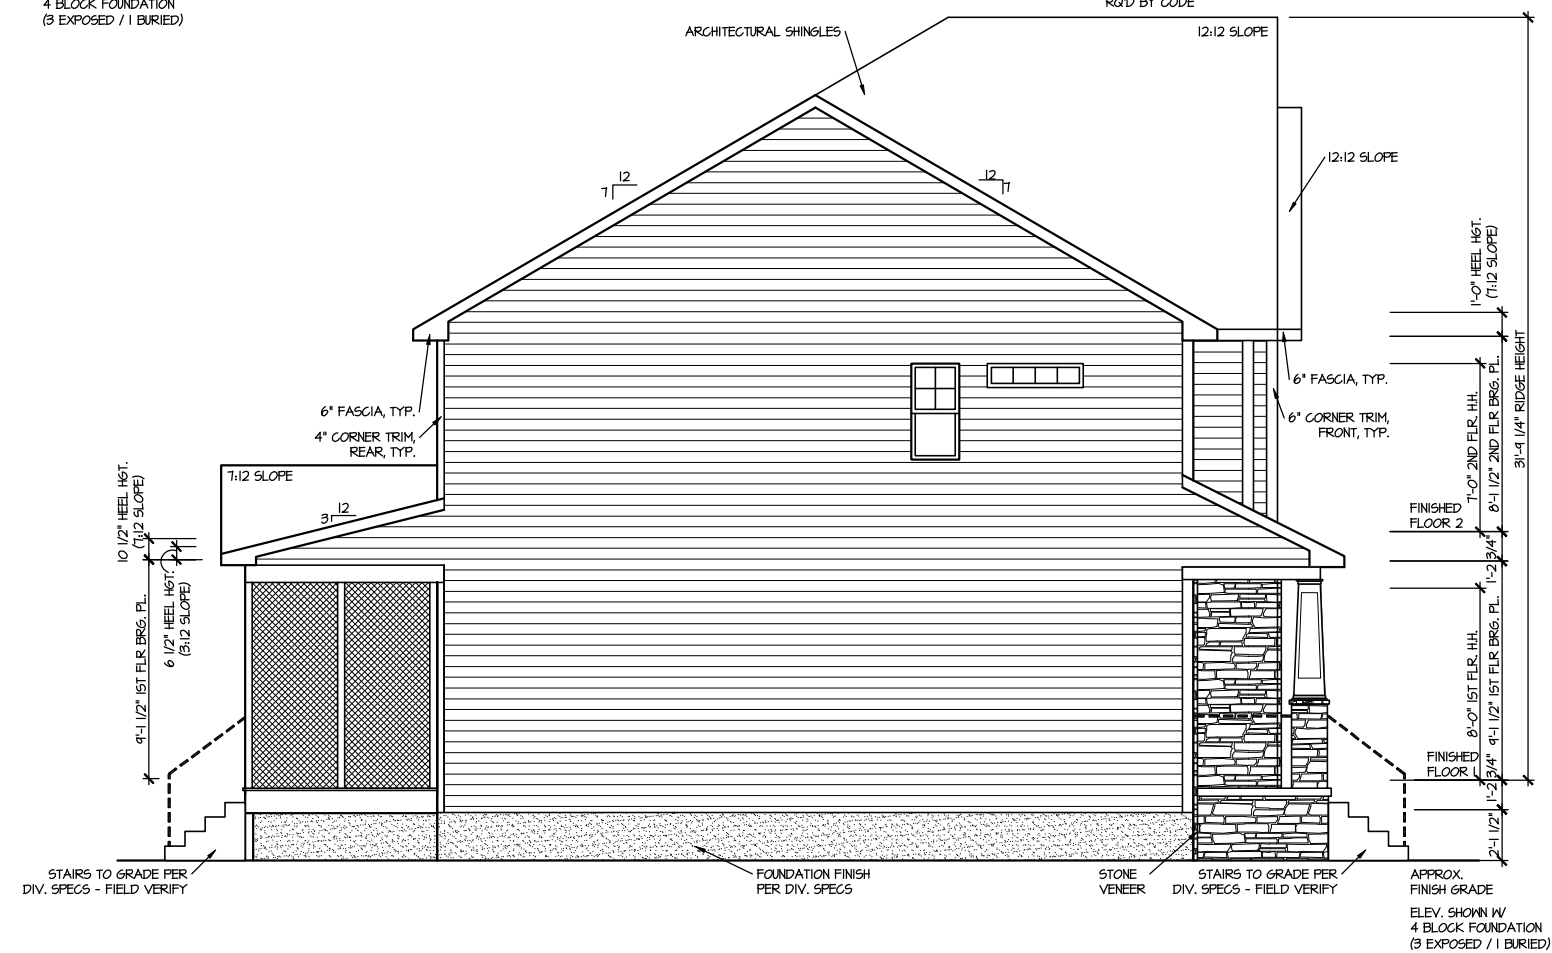 4 BLOCK FOUNDATION
(3 EXPOSED / 1 BURIED)
RQ'D BY CODE
ARCHITECTURAL SHINGLES
12:12 SLOPE
12:12 SLOPE
12
7
12
7
1'-0" HEEL HGT.
(7:12 SLOPE)
31'-9 1/4" RIDGE HEIGHT
8'-1 1/2" 2ND FLR BRG. PL.
7'-0" 2ND FLR. H.H.
6" FASCIA, TYP.
6" CORNER TRIM,
FRONT, TYP.
6" FASCIA, TYP.
4" CORNER TRIM,
REAR, TYP.
7:12 SLOPE
12
3
10 1/2" HEEL HGT.
(7:12 SLOPE)
6 1/2" HEEL HGT.
(3:12 SLOPE)
9'-1 1/2" 1ST FLR BRG. PL.
FINISHED
FLOOR 2
1'-2 3/4"
8'-0" 1ST FLR. H.H.
9'-1 1/2" 1ST FLR BRG. PL.
FINISHED
FLOOR 1
1'-2 3/4"
2'-1 1/2"
STAIRS TO GRADE PER
DIV. SPECS - FIELD VERIFY
FOUNDATION FINISH
PER DIV. SPECS
STONE
VENEER
STAIRS TO GRADE PER
DIV. SPECS - FIELD VERIFY
APPROX.
FINISH GRADE
ELEV. SHOWN W/
4 BLOCK FOUNDATION
(3 EXPOSED / 1 BURIED)